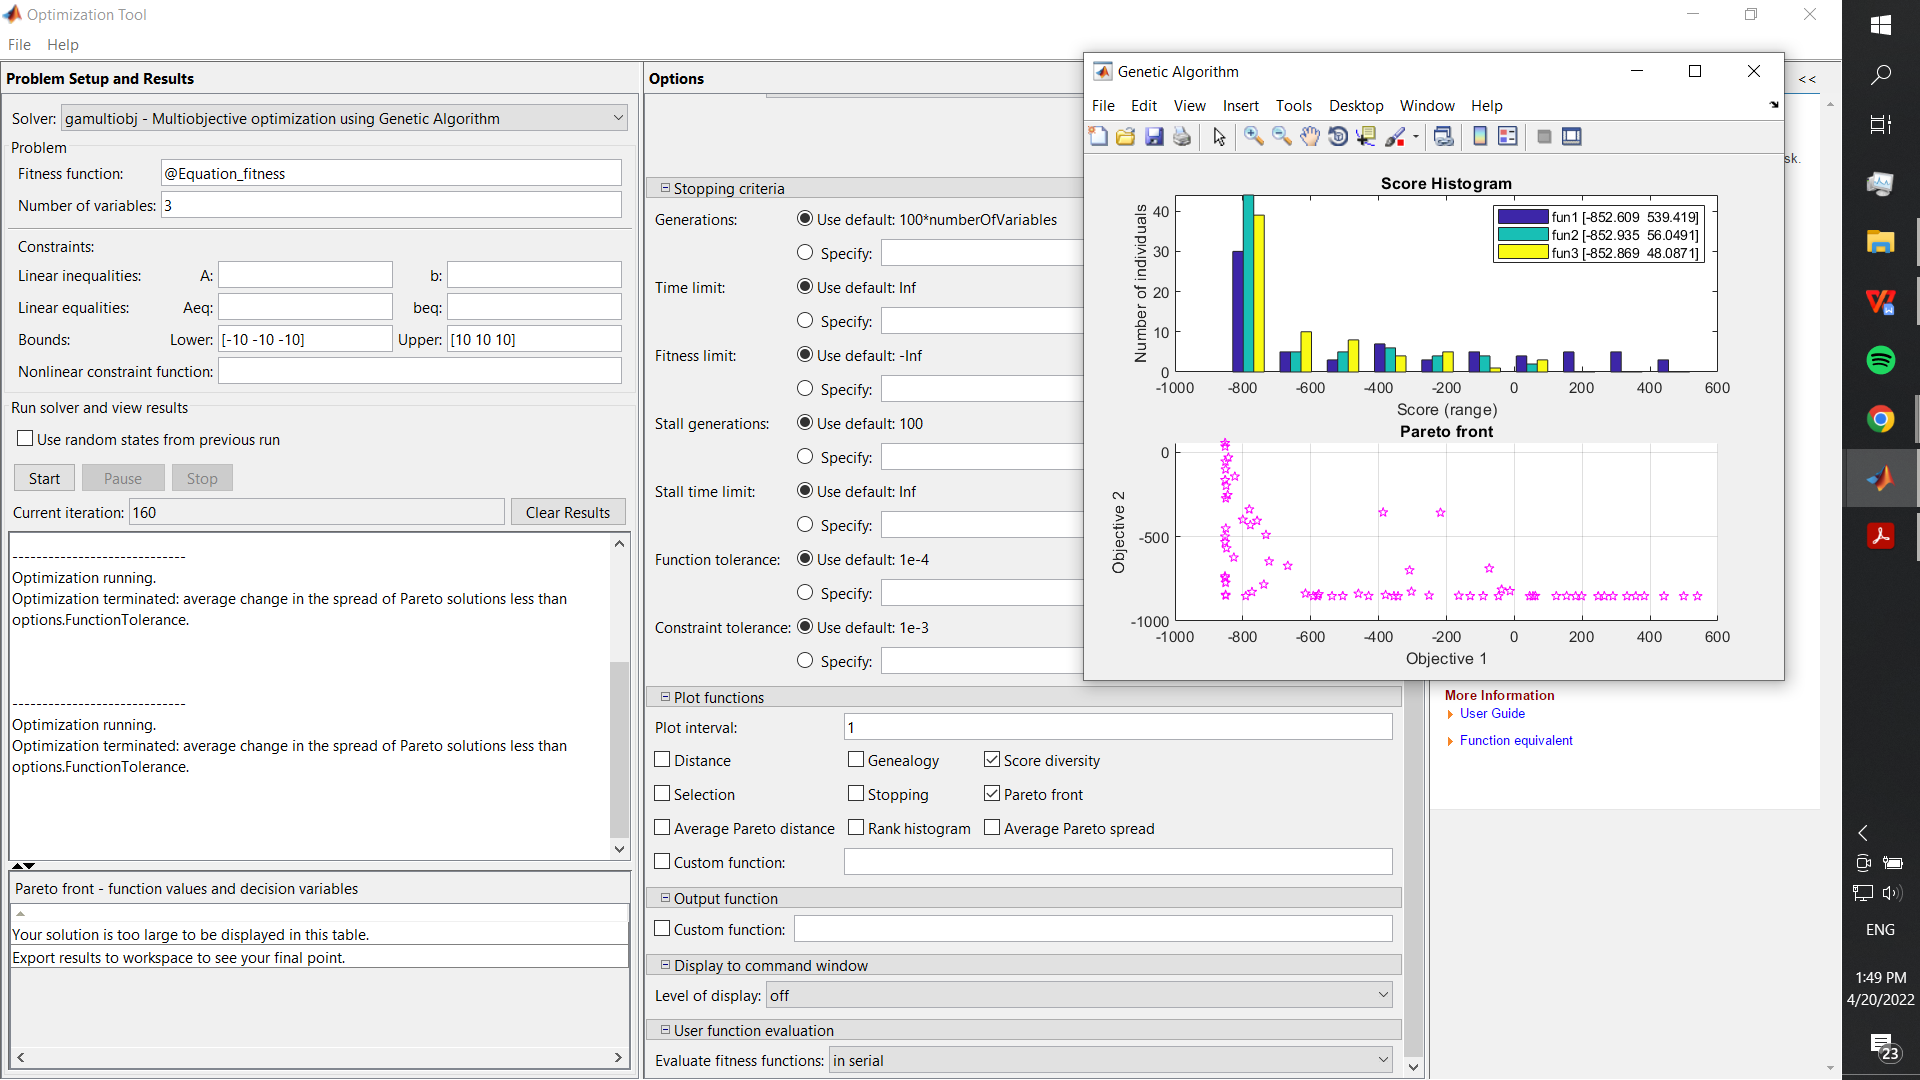 Optimization Tool
File Help
Problem Setup and Results
Solver: gamultiobj - Multiobjective optimization using Genetic Algorithm
Problem
Fitness function: @Equation_fitness
Number of variables: 3
Constraints:
Linear inequalities: A: b:
Linear equalities: Aeq: beq:
Bounds: Lower: [-10 -10 -10] Upper: [10 10 10]
Nonlinear constraint function:
Run solver and view results
Use random states from previous run
Start Pause Stop
Current iteration: 160 Clear Results
------------------------------
Optimization running.
Optimization terminated: average change in the spread of Pareto solutions less than
options.FunctionTolerance.
------------------------------
Optimization running.
Optimization terminated: average change in the spread of Pareto solutions less than
options.FunctionTolerance.
Pareto front - function values and decision variables
Your solution is too large to be displayed in this table.
Export results to workspace to see your final point.
Options
Stopping criteria
Generations: Use default: 100*numberOfVariables
Specify:
Time limit: Use default: Inf
Specify:
Fitness limit: Use default: -Inf
Specify:
Stall generations: Use default: 100
Specify:
Stall time limit: Use default: Inf
Specify:
Function tolerance: Use default: 1e-4
Specify:
Constraint tolerance: Use default: 1e-3
Specify:
Plot functions
Plot interval: 1
Distance Genealogy Score diversity
Selection Stopping Pareto front
Average Pareto distance Rank histogram Average Pareto spread
Custom function:
Output function
Custom function:
Display to command window
Level of display: off
User function evaluation
Evaluate fitness functions: in serial
Genetic Algorithm
File Edit View Insert Tools Desktop Window Help
Score Histogram
Number of individuals
40
30
20
10
0
fun1 [-852.609 539.419]
fun2 [-852.935 56.0491]
fun3 [-852.869 48.0871]
-1000 -800 -600 -400 -200 0 200 400 600
Score (range)
Pareto front
Objective 2
0
-500
-1000
-1000 -800 -600 -400 -200 0 200 400 600
Objective 1
<<
sk.
More Information
User Guide
Function equivalent
ENG
1:49 PM
4/20/2022
23